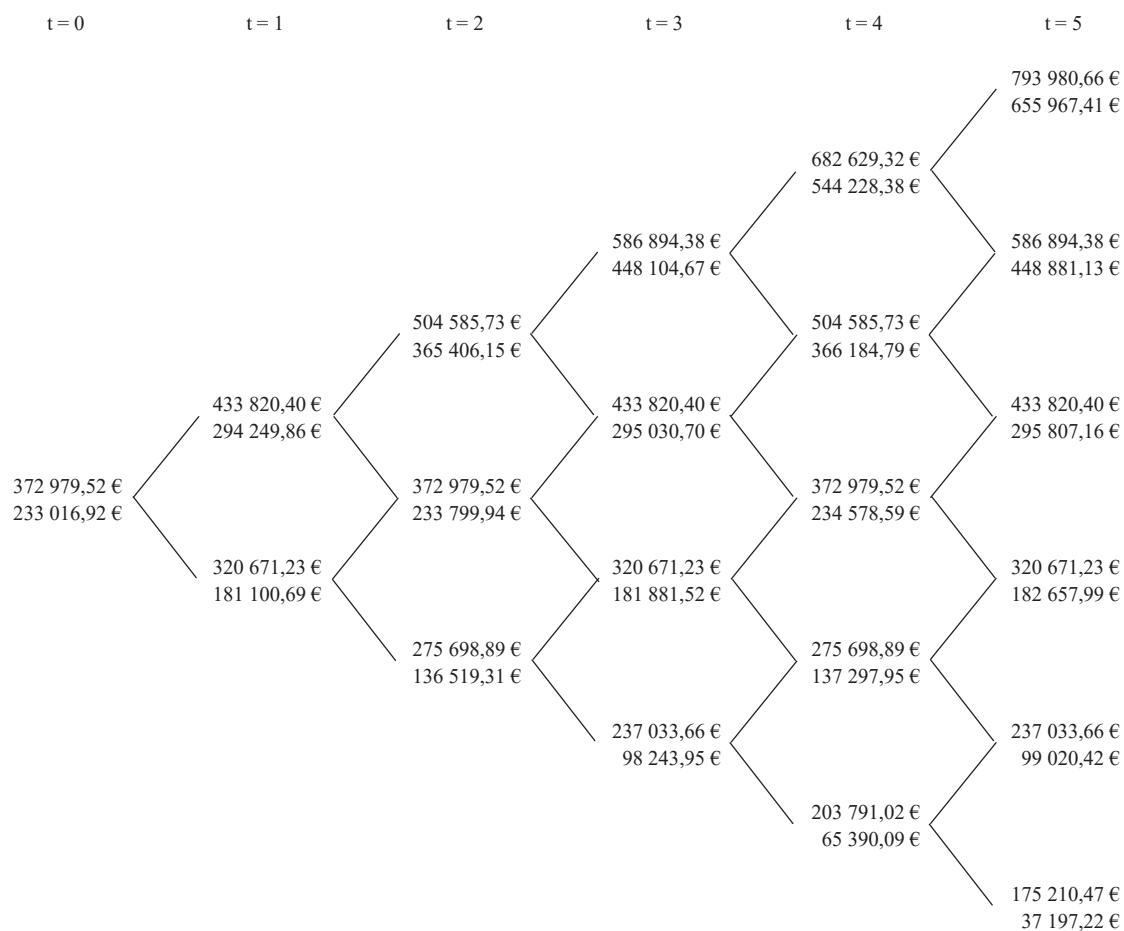 t = 0 t = 1 t = 2 t = 3 t = 4 t = 5
793 980,66 €
655 967,41 €
682 629,32 €
544 228,38 €
586 894,38 € 586 894,38 €
448 104,67 € 448 881,13 €
504 585,73 € 504 585,73 €
365 406,15 € 366 184,79 €
433 820,40 € 433 820,40 € 433 820,40 €
294 249,86 € 295 030,70 € 295 807,16 €
372 979,52 € 372 979,52 € 372 979,52 €
233 016,92 € 233 799,94 € 234 578,59 €
320 671,23 € 320 671,23 € 320 671,23 €
181 100,69 € 181 881,52 € 182 657,99 €
275 698,89 € 275 698,89 €
136 519,31 € 137 297,95 €
237 033,66 € 237 033,66 €
98 243,95 € 99 020,42 €
203 791,02 €
65 390,09 €
175 210,47 €
37 197,22 €